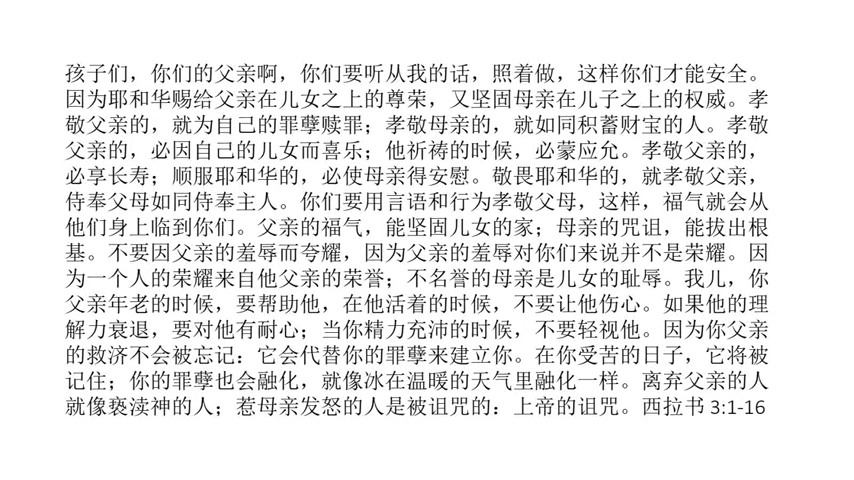 孩子们，你们的父亲啊，你们要听从我的话，照着做，这样你们才能安全。
因为耶和华赐给父亲在儿女之上的尊荣，又坚固母亲在儿子之上的权威。孝
敬父亲的，就为自己的罪孽赎罪；孝敬母亲的，就如同积蓄财宝的人。孝敬
父亲的，必因自己的儿女而喜乐；他祈祷的时候，必蒙应允。孝敬父亲的，
必享长寿；顺服耶和华的，必使母亲得安慰。敬畏耶和华的，就孝敬父亲，
侍奉父母如同侍奉主人。你们要用言语和行为孝敬父母，这样，福气就会从
他们身上临到你们。父亲的福气，能坚固儿女的家；母亲的咒诅，能拔出根
基。不要因父亲的羞辱而夸耀，因为父亲的羞辱对你们来说并不是荣耀。因
为一个人的荣耀来自他父亲的荣誉；不名誉的母亲是儿女的耻辱。我儿，你
父亲年老的时候，要帮助他，在他活着的时候，不要让他伤心。如果他的理
解力衰退，要对他有耐心；当你精力充沛的时候，不要轻视他。因为你父亲
的救济不会被忘记：它会代替你的罪孽来建立你。在你受苦的日子，它将被
记住；你的罪孽也会融化，就像冰在温暖的天气里融化一样。离弃父亲的人
就像亵渎神的人；惹母亲发怒的人是被诅咒的：上帝的诅咒。西拉书 3:1-16